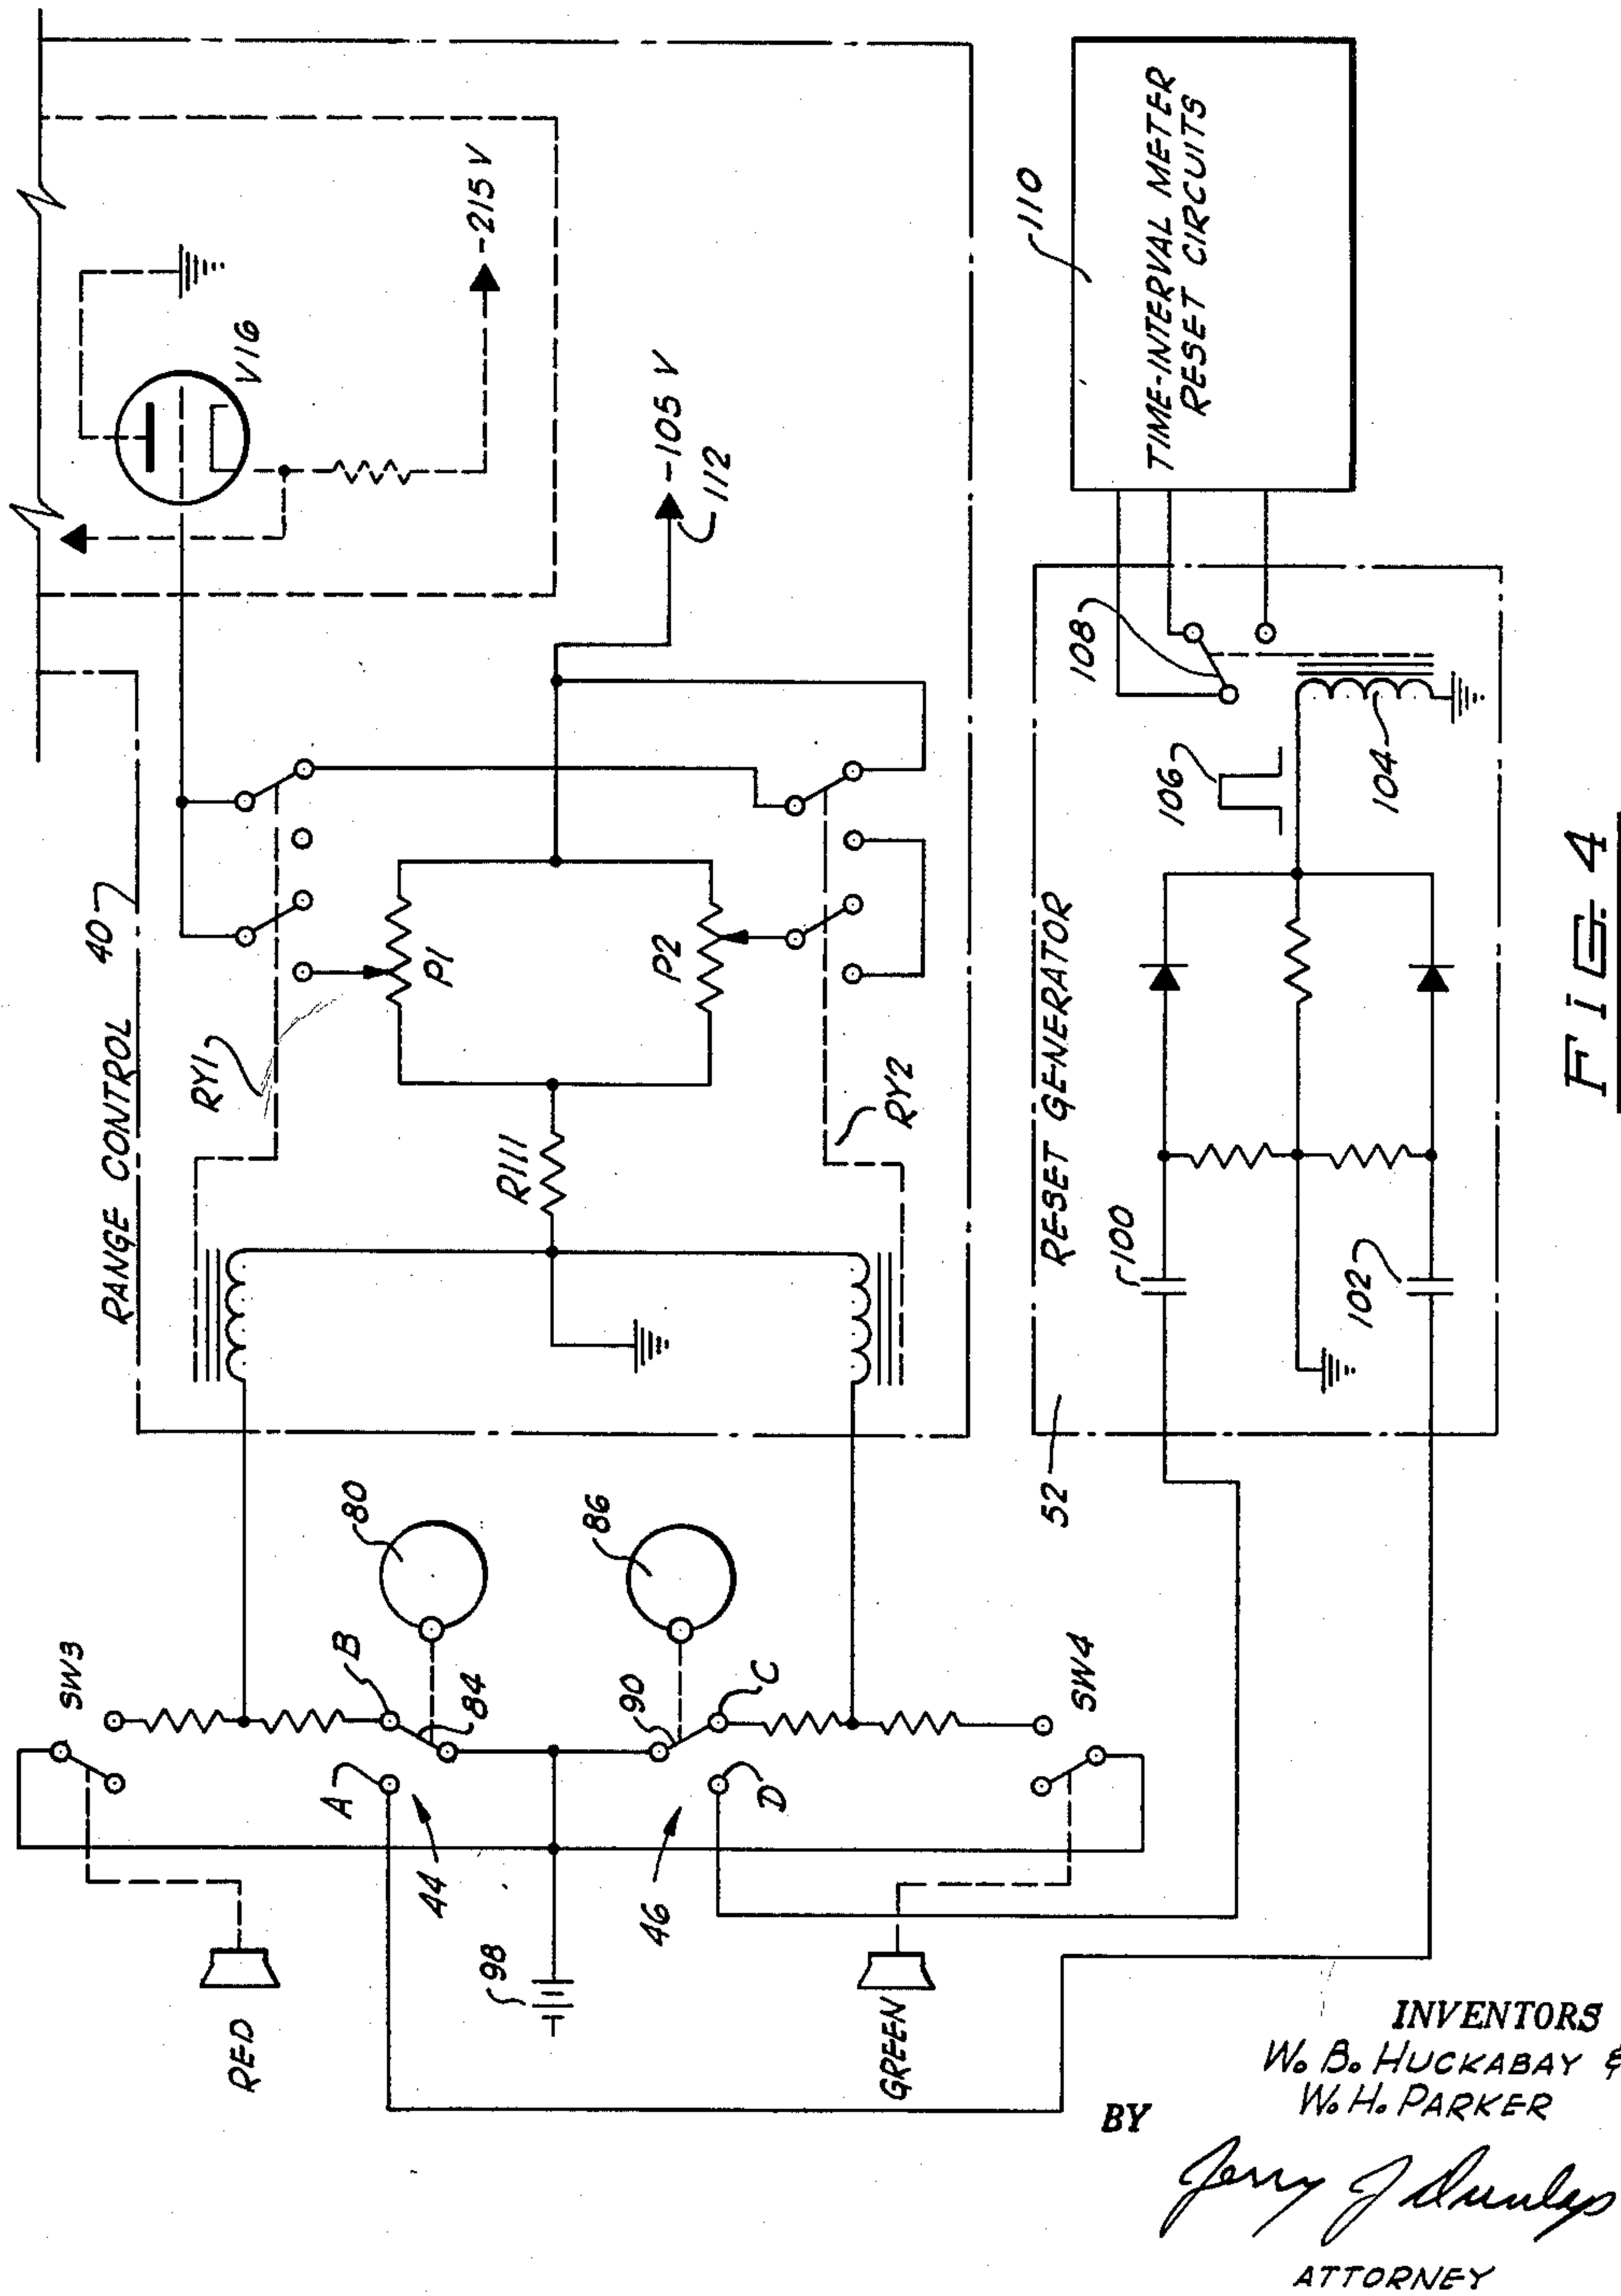 RANGE CONTROL
40
RY1
V16
-215 V
-105 V
112
P1
P2
R111
RY2
SW3
RED
80
B
84
A
44
98
86
90
C
D
46
SW4
GREEN
RESET GENERATOR
52
100
102
104
106
108
110
TIME-INTERVAL METER
RESET CIRCUITS
FIG. 4
INVENTORS
W. B. HUCKABAY &
W. H. PARKER
BY
Jerry J Dunlap
ATTORNEY